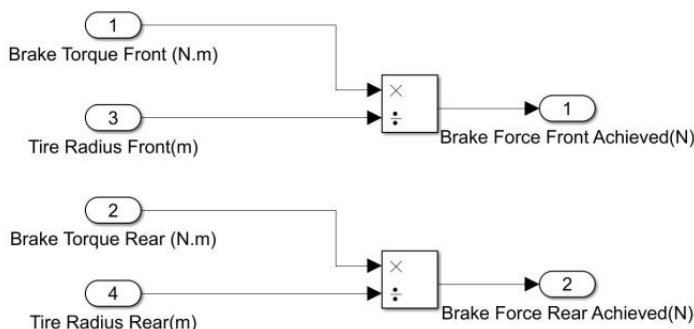 1
Brake Torque Front (N.m)
×
3
÷
1
Tire Radius Front(m)
Brake Force Front Achieved(N)
2
Brake Torque Rear (N.m)
×
4
÷
2
Tire Radius Rear(m)
Brake Force Rear Achieved(N)